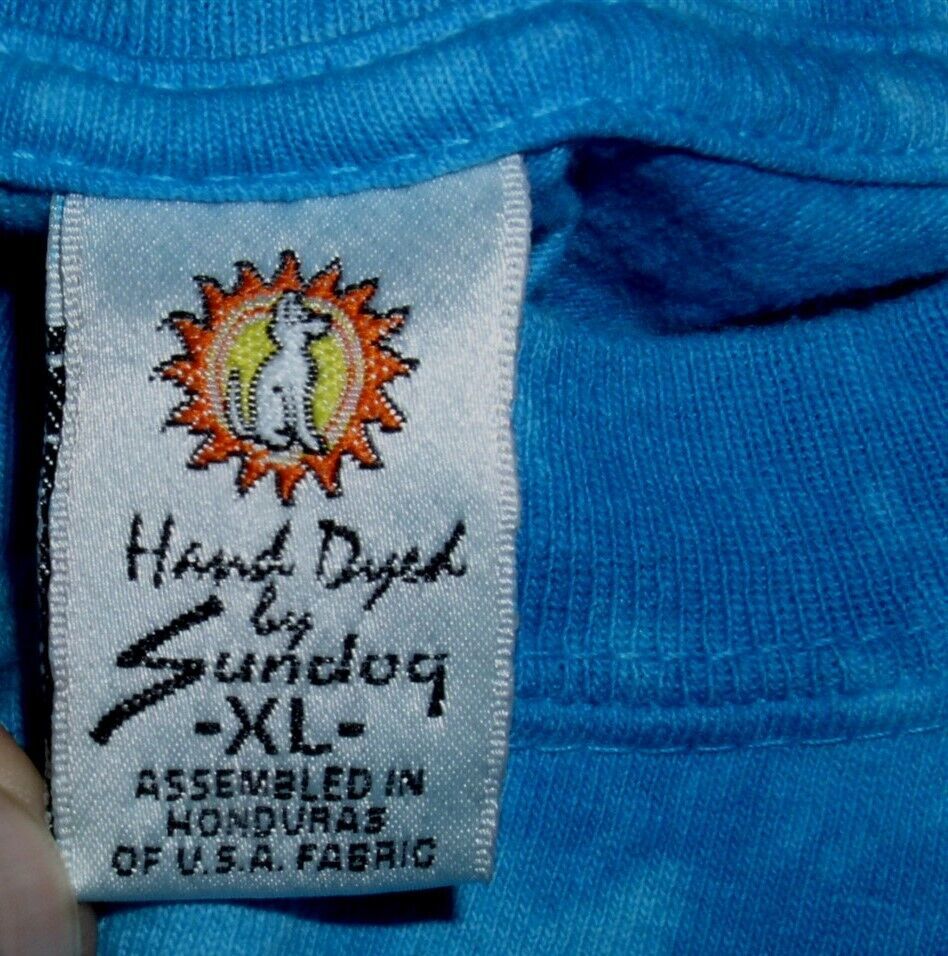 Hand Dyed
by
Sundog
-XL-
ASSEMBLED IN
HONDURAS
OF U.S.A. FABRIC